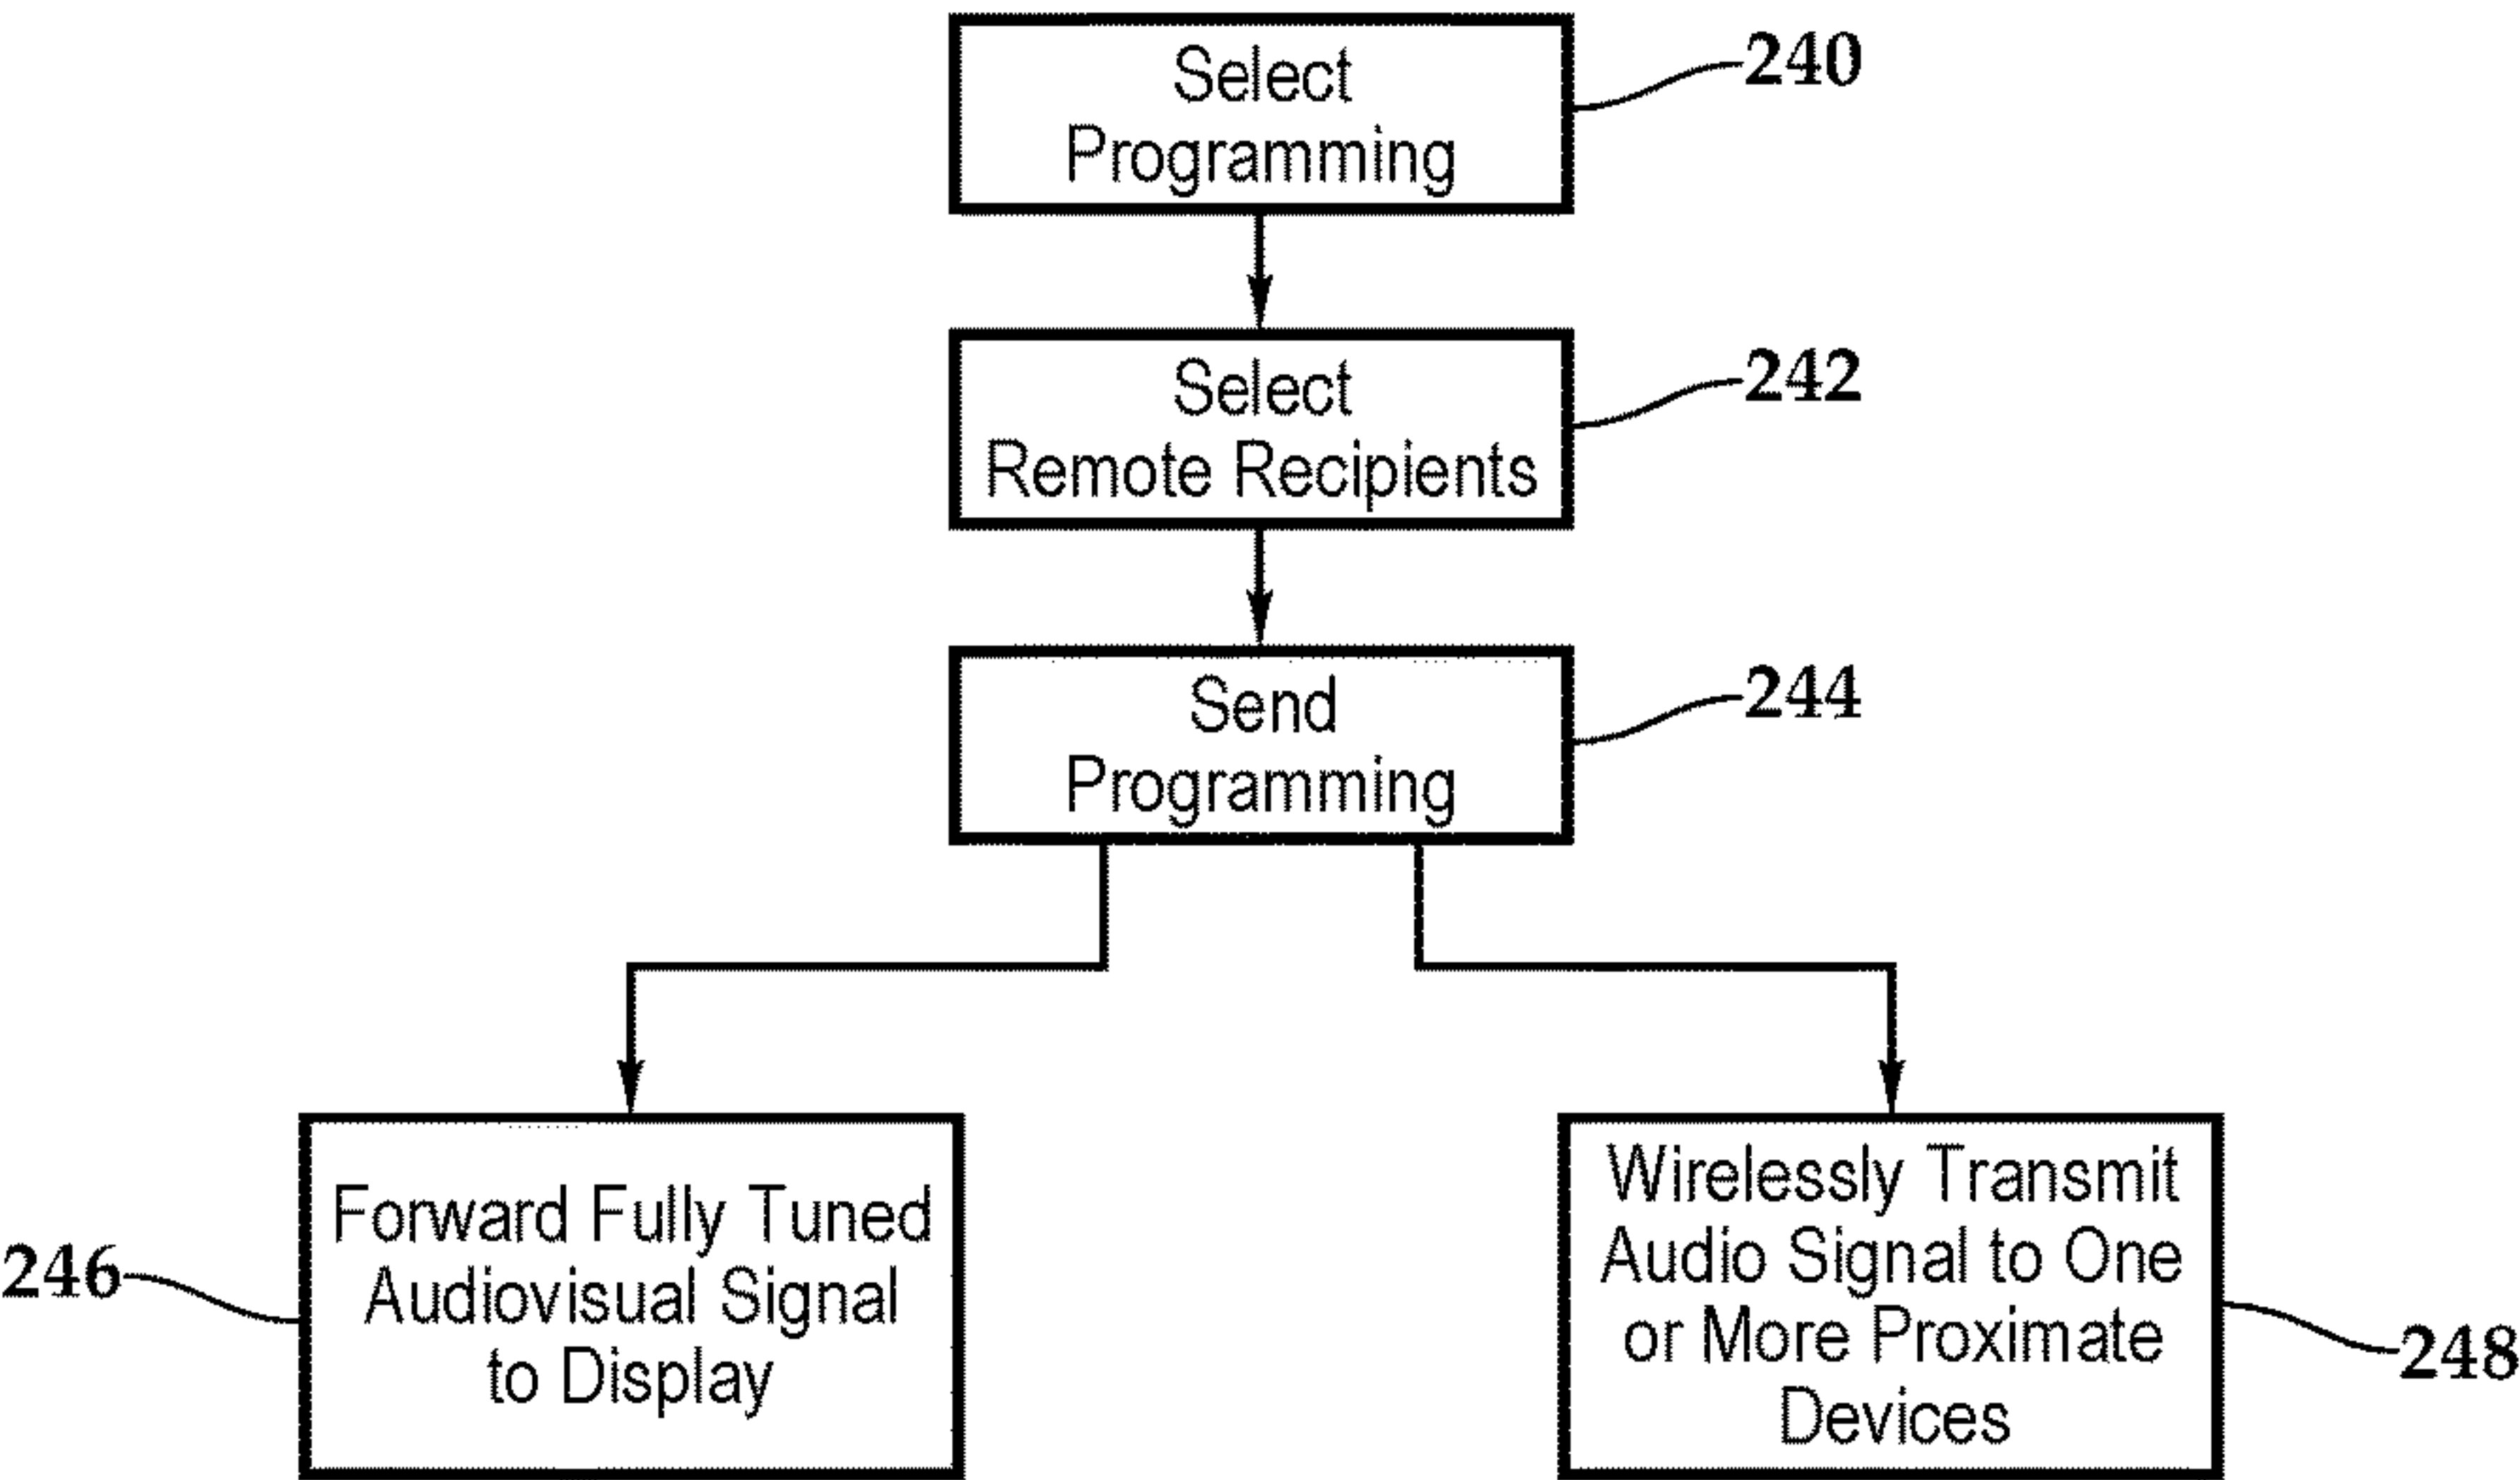 Select
Programming
240
Select
Remote Recipients
242
Send
Programming
244
Forward Fully Tuned
Audiovisual Signal
to Display
246
Wirelessly Transmit
Audio Signal to One
or More Proximate
Devices
248